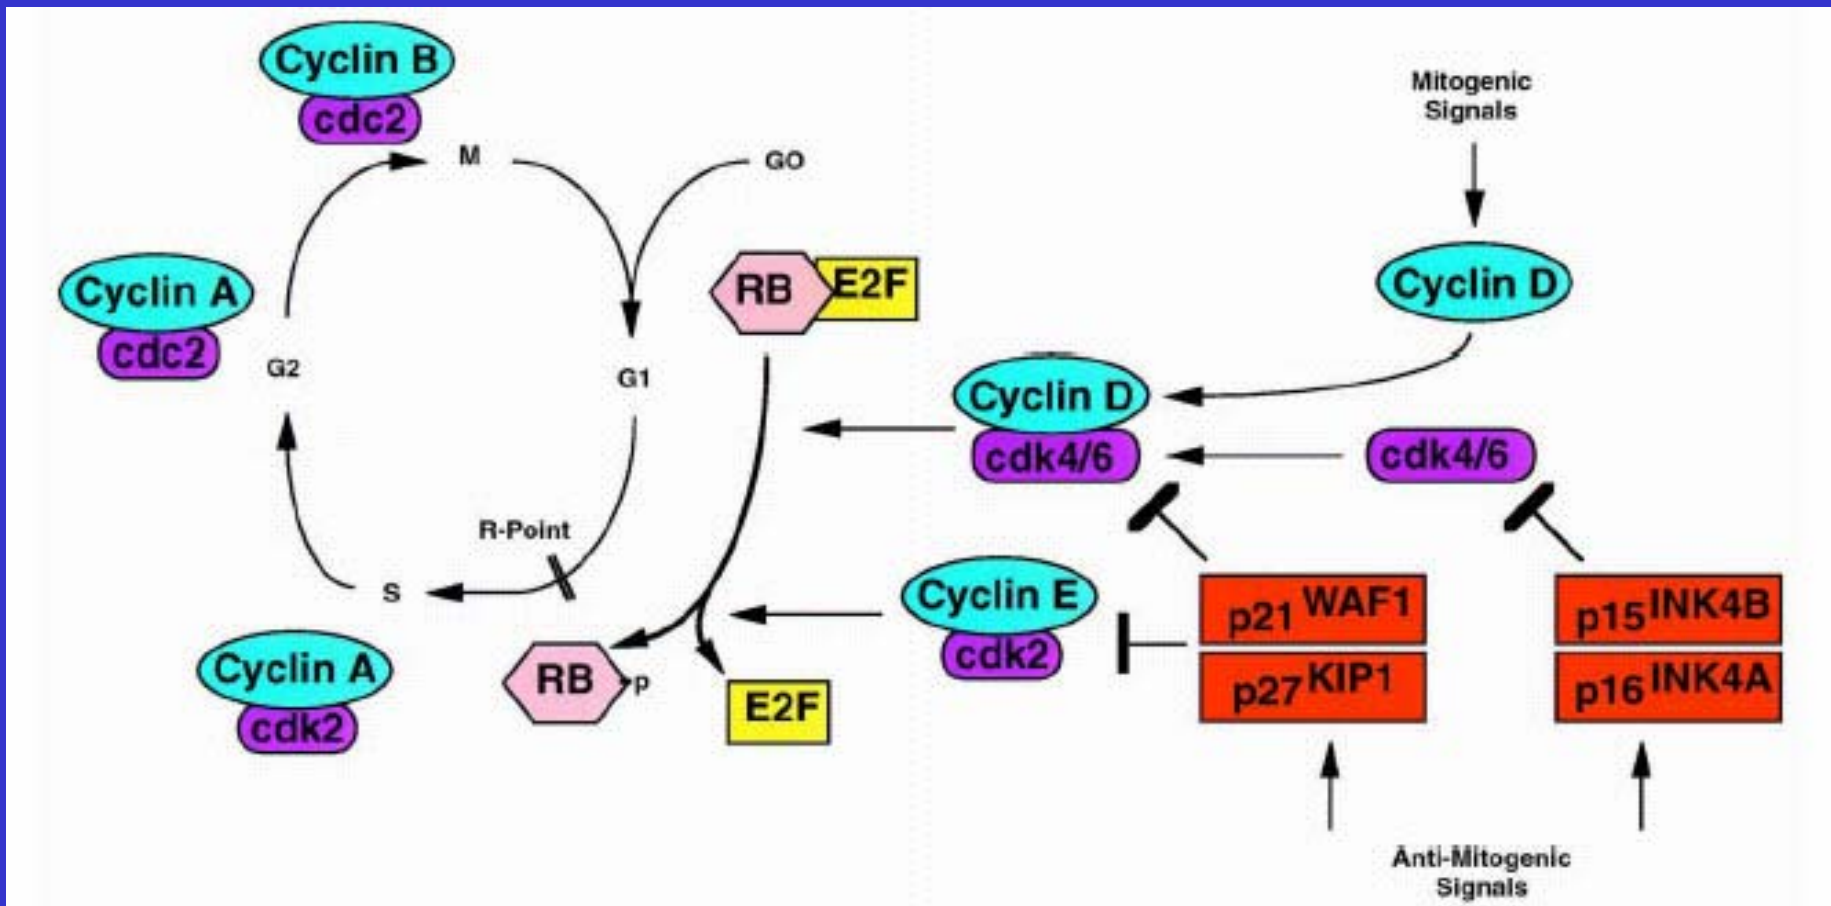 Cyclin B
cdc2
M
GO
Mitogenic
Signals
Cyclin A
cdc2
G2
G1
RB
E2F
Cyclin D
Cyclin D
cdk4/6
cdk4/6
R-Point
S
Cyclin E
cdk2
Cyclin A
cdk2
RB
p
E2F
p21 WAF1
p27 KIP1
p15 INK4B
p16 INK4A
Anti-Mitogenic
Signals